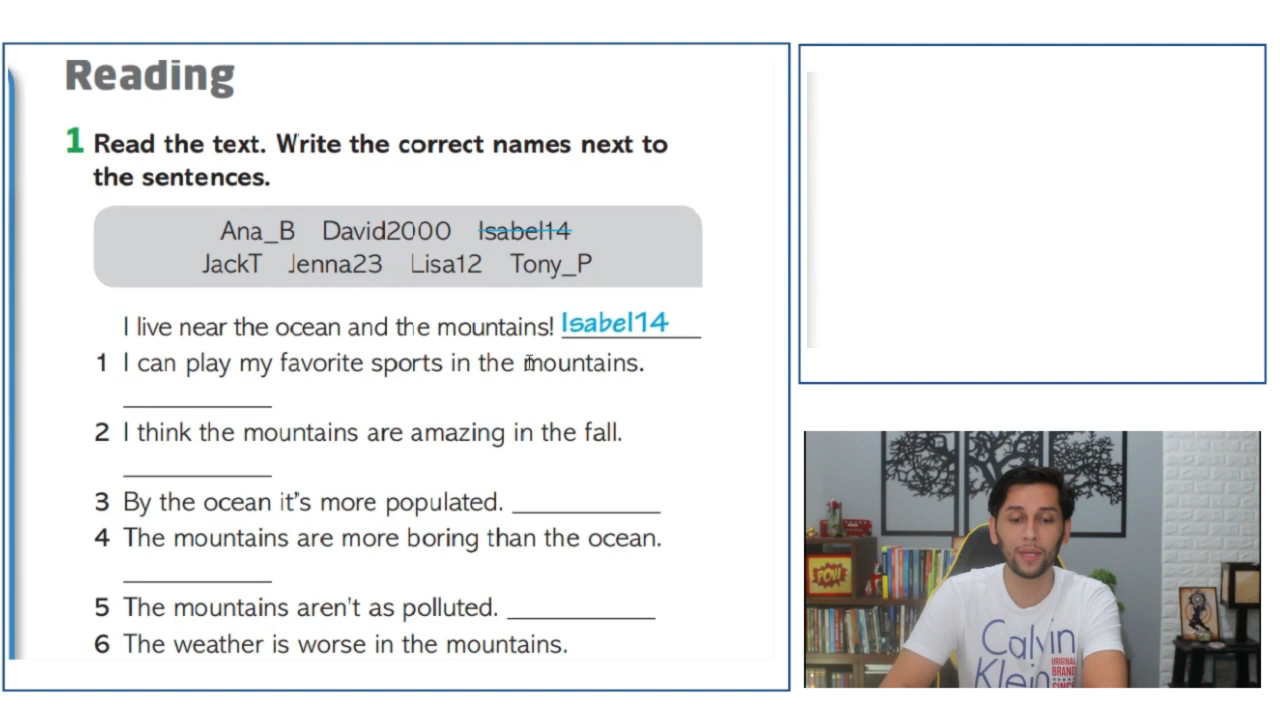 Reading
1 Read the text. Write the correct names next to
the sentences.
Ana_B David2000 Isabel14
JackT Jenna23 Lisa12 Tony_P
I live near the ocean and the mountains! Isabel14
1 I can play my favorite sports in the mountains.
2 I think the mountains are amazing in the fall.
3 By the ocean it's more populated.
4 The mountains are more boring than the ocean.
5 The mountains aren't as polluted.
6 The weather is worse in the mountains.
POW!
Calvin
Klein
ORIGINAL
BRAND
SINCE